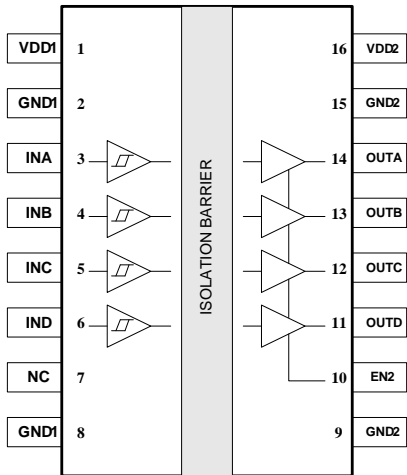 VDD1 1 16 VDD2
GND1 2 15 GND2
INA 3 14 OUTA
INB 4 13 OUTB
INC 5 12 OUTC
IND 6 11 OUTD
NC 7 10 EN2
GND1 8 9 GND2
ISOLATION BARRIER